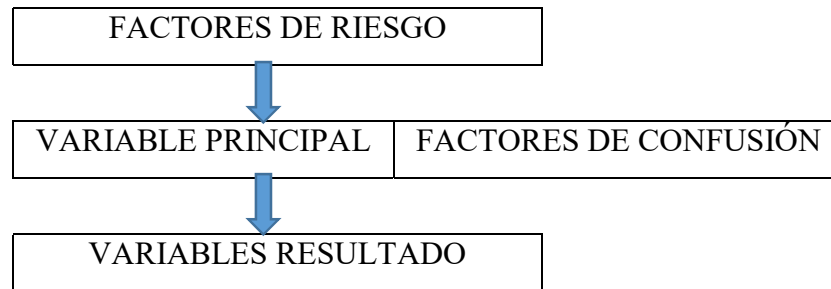 FACTORES DE RIESGO
VARIABLE PRINCIPAL FACTORES DE CONFUSIÓN
VARIABLES RESULTADO